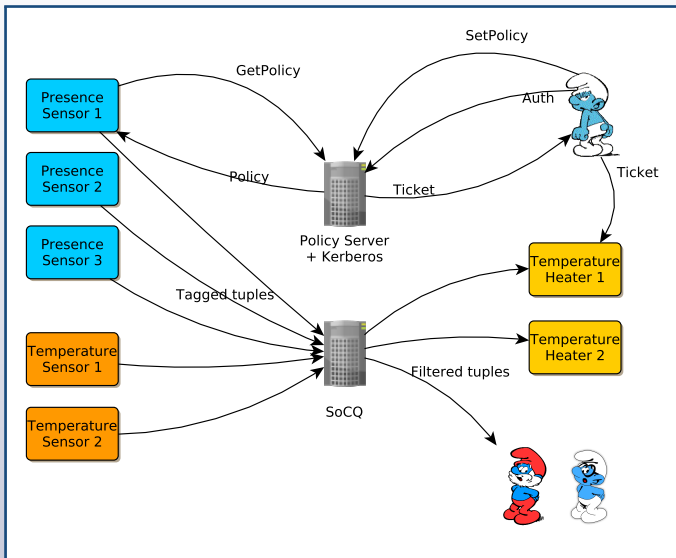 SetPolicy
GetPolicy
Auth
Presence
Sensor 1
Presence
Sensor 2
Policy
Ticket
Ticket
Policy Server
+ Kerberos
Presence
Sensor 3
Temperature
Heater 1
Tagged tuples
Temperature
Sensor 1
Temperature
Heater 2
Filtered tuples
SoCQ
Temperature
Sensor 2